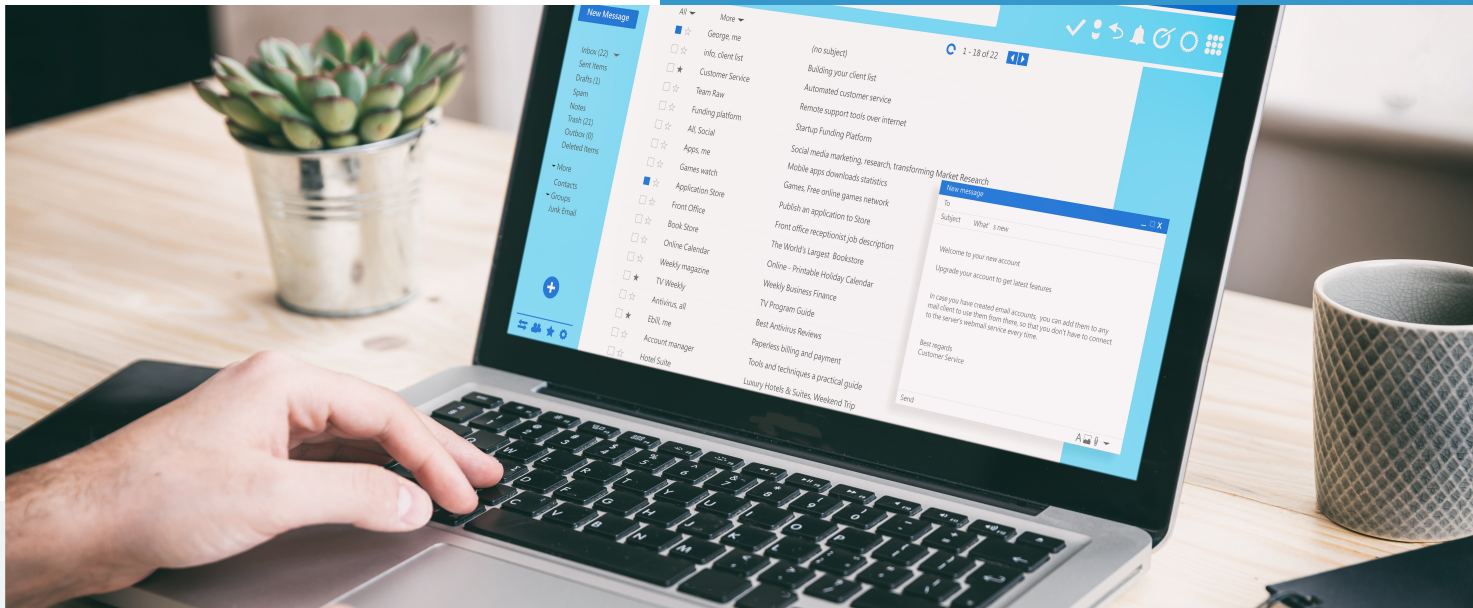 New Message
Inbox (22)
Sent Items
Drafts (1)
Spam
Notes
Trash (21)
Outbox (0)
Deleted Items
More
Contacts
Groups
Junk Email
All
More
1 - 18 of 22
George, me
(no subject)
info, client list
Building your client list
Customer Service
Automated customer service
Team Raw
Remote support tools over internet
Funding platform
Startup Funding Platform
All, Social
Social media marketing, research, transforming Market Research
Apps, me
Mobile apps downloads statistics
Games watch
Games, Free online games network
Application Store
Publish an application to Store
Front Office
Front office receptionist job description
Book Store
The World's Largest Bookstore
Online Calendar
Online - Printable Holiday Calendar
Weekly magazine
Weekly Business Finance
TV Weekly
TV Program Guide
Antivirus, all
Best Antivirus Reviews
Ebill, me
Paperless billing and payment
Account manager
Tools and techniques a practical guide
Hotel Suite
Luxury Hotels & Suites, Weekend Trip
New message
To
Subject What' s new
Welcome to your new account
Upgrade your account to get latest features
In case you have created email accounts, you can add them to any
mail client to use them from there, so that you don't have to connect
to the server's webmail service every time.
Best regards
Customer Service
Send
A
W
R T Y U I O P
D F G H J K L
C V B N M